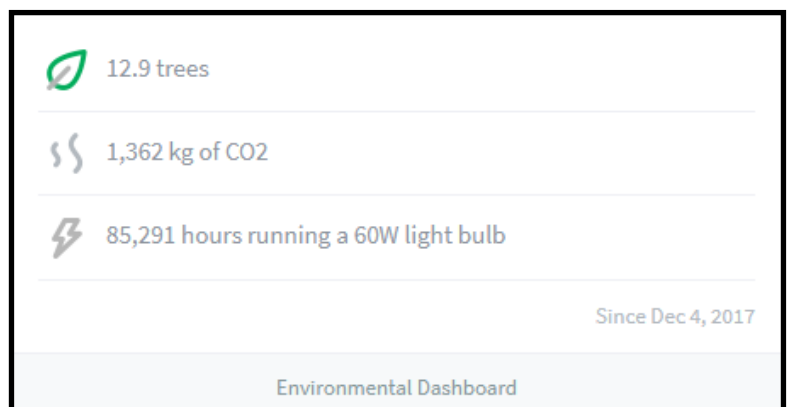 12.9 trees
1,362 kg of CO2
85,291 hours running a 60W light bulb
Since Dec 4, 2017
Environmental Dashboard